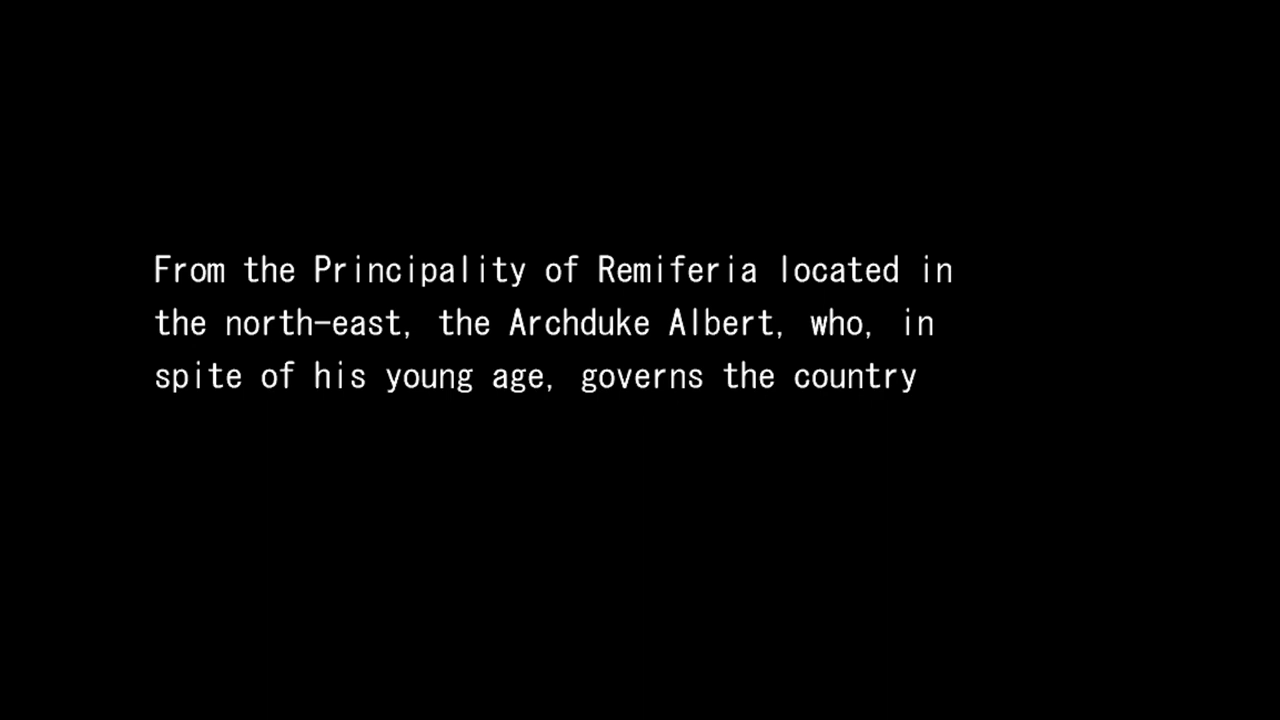 From the Principality of Remiferia located in
the north-east, the Archduke Albert, who, in
spite of his young age, governs the country